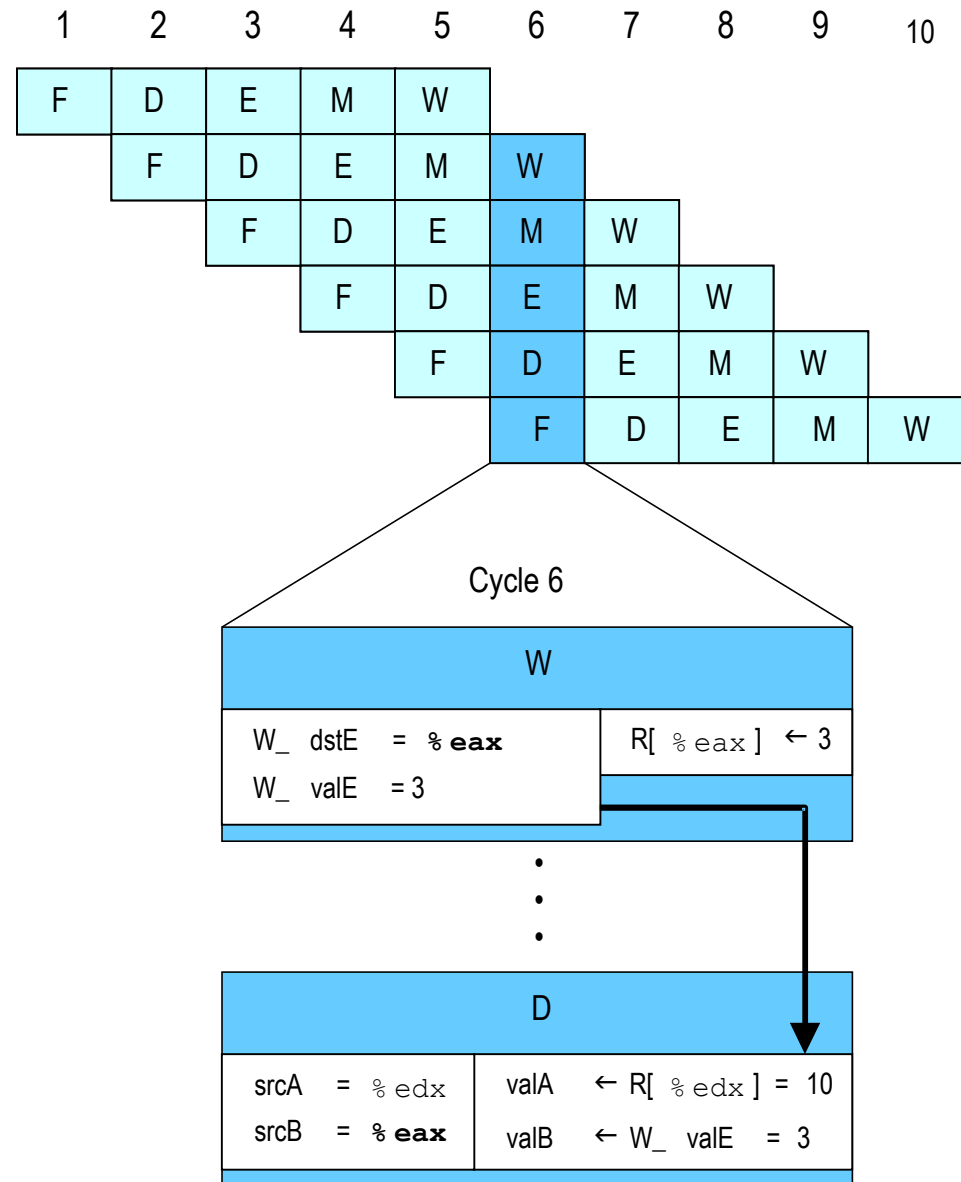 1 2 3 4 5 6 7 8 9 10
F D E M W
F D E M W
F D E M W
F D E M W
F D E M W
F D E M W
Cycle 6
W
W_ dstE = %eax
W_ valE = 3
R[ %eax ] ← 3
•
•
•
D
srcA = %edx
srcB = %eax
valA ← R[ %edx ] = 10
valB ← W_ valE = 3